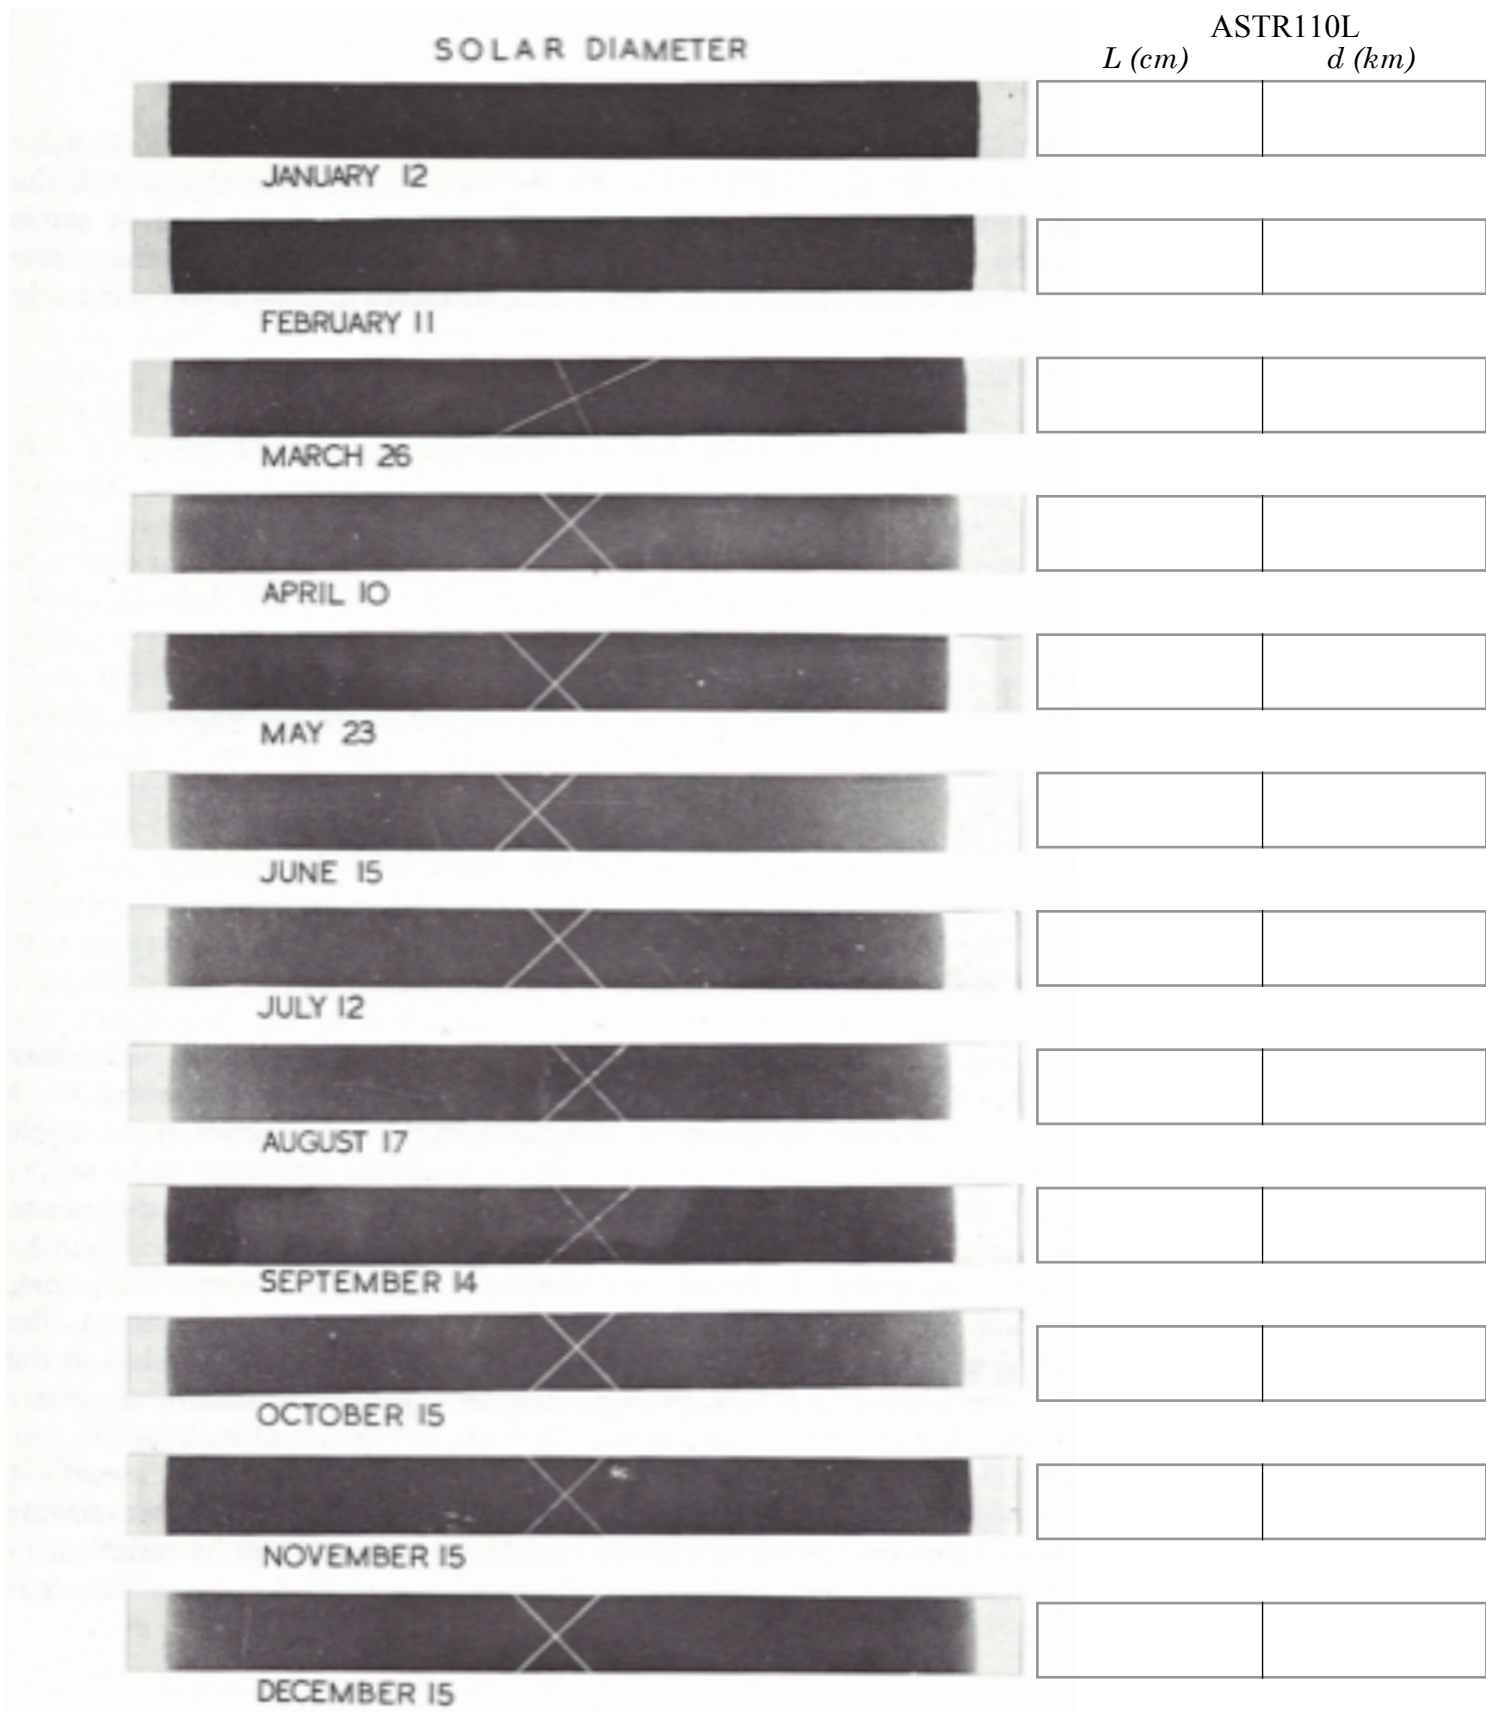 ASTR110L
SOLAR DIAMETER
L (cm) d (km)
JANUARY 12
FEBRUARY 11
MARCH 26
APRIL 10
MAY 23
JUNE 15
JULY 12
AUGUST 17
SEPTEMBER 14
OCTOBER 15
NOVEMBER 15
DECEMBER 15